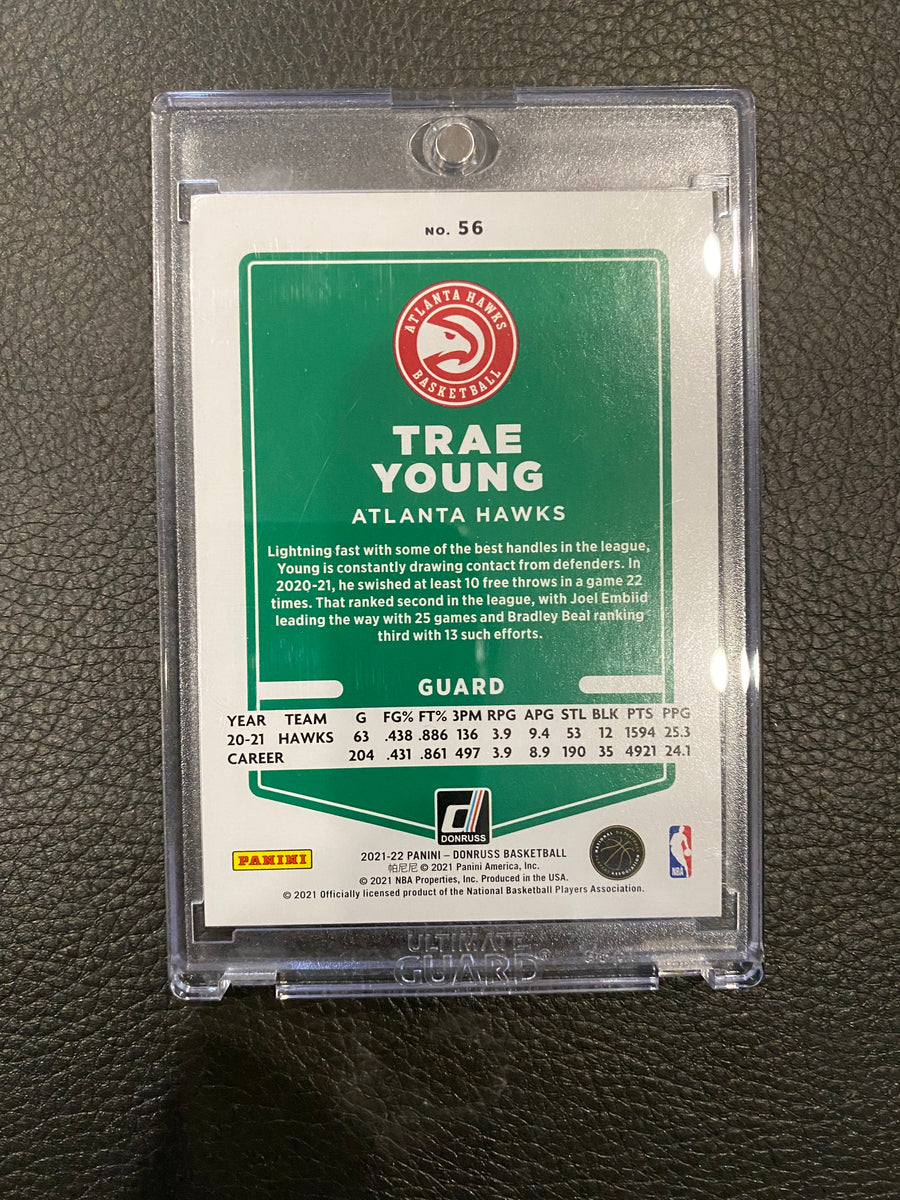 NO. 56
ATLANTA HAWKS
BASKETBALL
TRAE
YOUNG
ATLANTA HAWKS
Lightning fast with some of the best handles in the league,
Young is constantly drawing contact from defenders. In
2020-21, he swished at least 10 free throws in a game 22
times. That ranked second in the league, with Joel Embiid
leading the way with 25 games and Bradley Beal ranking
third with 13 such efforts.
GUARD
YEAR TEAM G FG% FT% 3PM RPG APG STL BLK PTS PPG
20-21 HAWKS 63 .438 .886 136 3.9 9.4 53 12 1594 25.3
CAREER 204 .431 .861 497 3.9 8.9 190 35 4921 24.1
DONRUSS
PANINI
2021-22 PANINI – DONRUSS BASKETBALL
帕尼尼 © 2021 Panini America, Inc.
© 2021 NBA Properties, Inc. Produced in the USA.
© 2021 Officially licensed product of the National Basketball Players Association.
NBA
ULTIMATE
GUARD